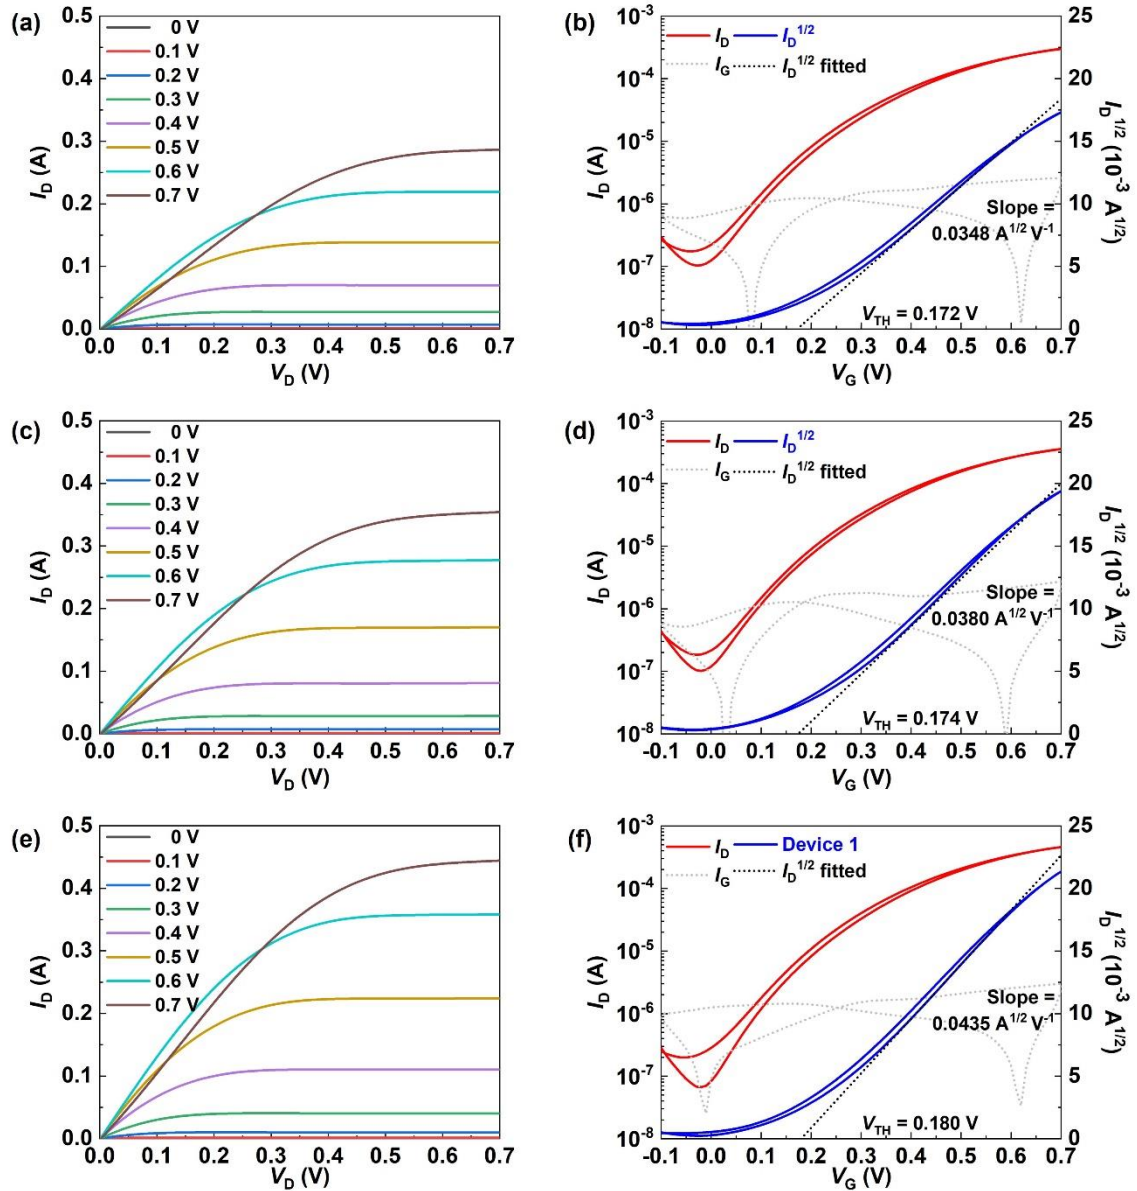 (a)
0.5
0.4
0.3
0.2
0.1
0.0
I_D (A)
0 V
0.1 V
0.2 V
0.3 V
0.4 V
0.5 V
0.6 V
0.7 V
0.0 0.1 0.2 0.3 0.4 0.5 0.6 0.7
V_D (V)
(b)
10^-3
10^-4
10^-5
10^-6
10^-7
10^-8
I_D (A)
I_D I_D^1/2
I_G I_D^1/2 fitted
Slope =
0.0348 A^1/2 V^-1
V_TH = 0.172 V
25
20
15
10
5
0
I_D^1/2 (10^-3 A^1/2)
-0.1 0.0 0.1 0.2 0.3 0.4 0.5 0.6 0.7
V_G (V)
(c)
0.5
0.4
0.3
0.2
0.1
0.0
I_D (A)
0 V
0.1 V
0.2 V
0.3 V
0.4 V
0.5 V
0.6 V
0.7 V
0.0 0.1 0.2 0.3 0.4 0.5 0.6 0.7
V_D (V)
(d)
10^-3
10^-4
10^-5
10^-6
10^-7
10^-8
I_D (A)
I_D I_D^1/2
I_G I_D^1/2 fitted
Slope =
0.0380 A^1/2 V^-1
V_TH = 0.174 V
25
20
15
10
5
0
I_D^1/2 (10^-3 A^1/2)
-0.1 0.0 0.1 0.2 0.3 0.4 0.5 0.6 0.7
V_G (V)
(e)
0.5
0.4
0.3
0.2
0.1
0.0
I_D (A)
0 V
0.1 V
0.2 V
0.3 V
0.4 V
0.5 V
0.6 V
0.7 V
0.0 0.1 0.2 0.3 0.4 0.5 0.6 0.7
V_D (V)
(f)
10^-3
10^-4
10^-5
10^-6
10^-7
10^-8
I_D (A)
I_D Device 1
I_G I_D^1/2 fitted
Slope =
0.0435 A^1/2 V^-1
V_TH = 0.180 V
25
20
15
10
5
0
I_D^1/2 (10^-3 A^1/2)
-0.1 0.0 0.1 0.2 0.3 0.4 0.5 0.6 0.7
V_G (V)